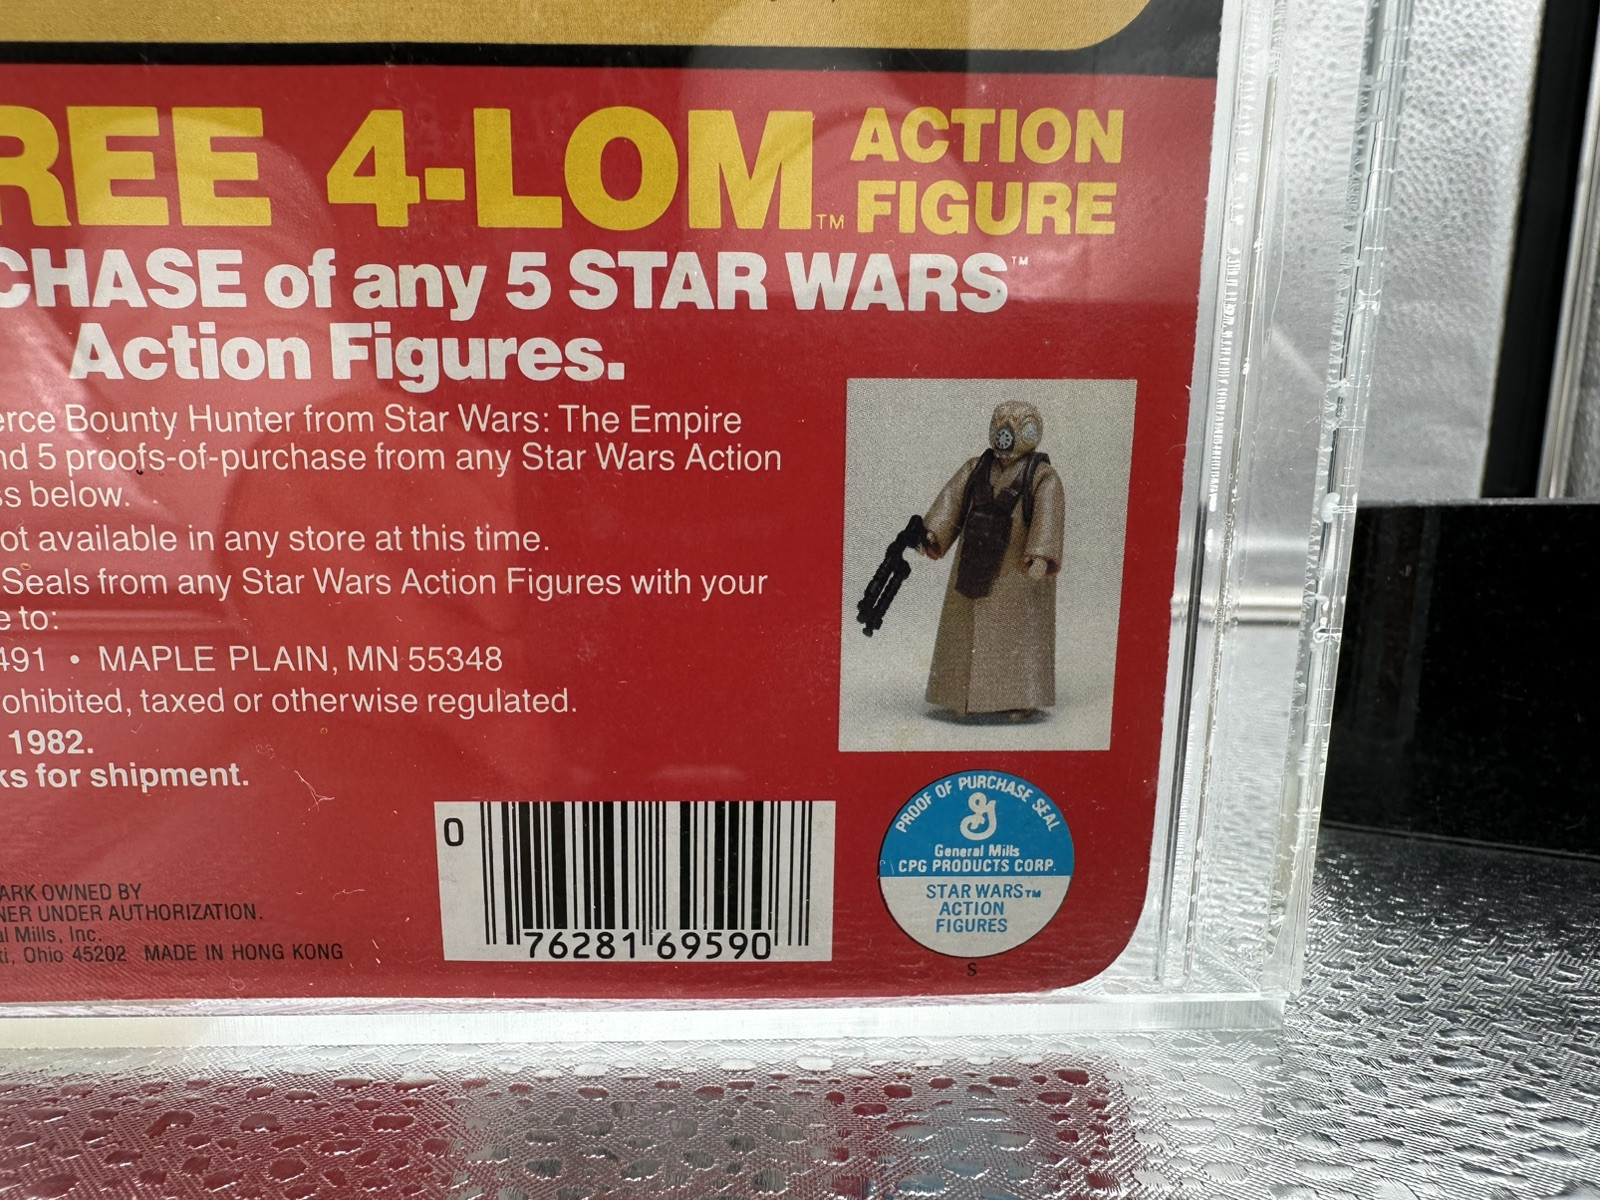 REE 4-LOM™ ACTION FIGURE
CHASE of any 5 STAR WARS™
Action Figures.
erce Bounty Hunter from Star Wars: The Empire
nd 5 proofs-of-purchase from any Star Wars Action
ss below.
ot available in any store at this time.
Seals from any Star Wars Action Figures with your
e to:
491 • MAPLE PLAIN, MN 55348
ohibited, taxed or otherwise regulated.
1982.
ks for shipment.
0 76281 69590
PROOF OF PURCHASE SEAL
General Mills
CPG PRODUCTS CORP.
STAR WARS™
ACTION
FIGURES
S
ARK OWNED BY
NER UNDER AUTHORIZATION.
al Mills, Inc.
ti, Ohio 45202 MADE IN HONG KONG